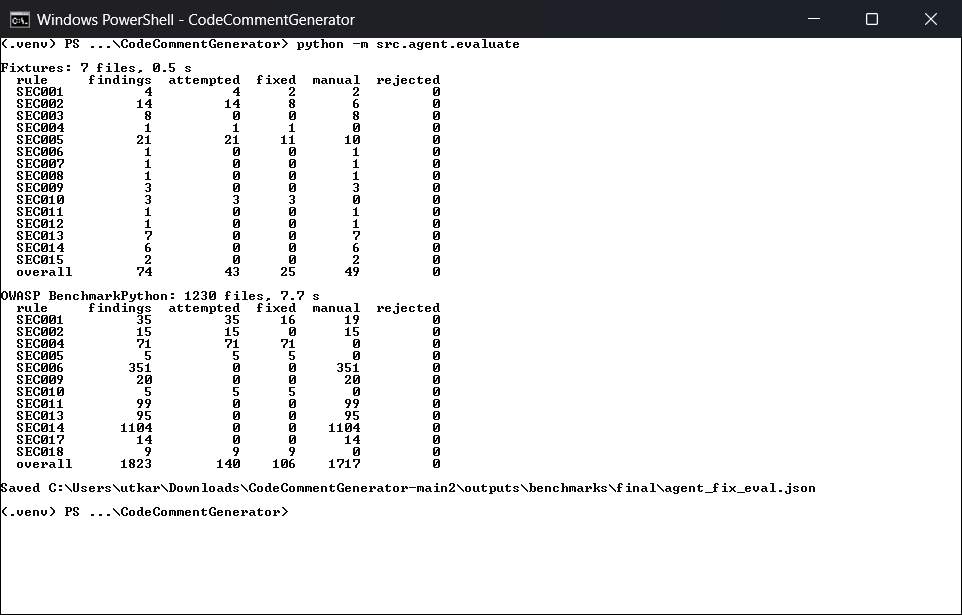 Windows PowerShell - CodeCommentGenerator
(.venv) PS ...\CodeCommentGenerator> python -m src.agent.evaluate
Fixtures: 7 files, 0.5 s
rule findings attempted fixed manual rejected
SEC001 4 4 2 2 0
SEC002 14 14 8 6 0
SEC003 8 0 0 8 0
SEC004 1 1 1 0 0
SEC005 21 21 11 10 0
SEC006 1 0 0 1 0
SEC007 1 0 0 1 0
SEC008 1 0 0 1 0
SEC009 3 0 0 3 0
SEC010 3 3 3 0 0
SEC011 1 0 0 1 0
SEC012 1 0 0 1 0
SEC013 7 0 0 7 0
SEC014 6 0 0 6 0
SEC015 2 0 0 2 0
overall 74 43 25 49 0
OWASP BenchmarkPython: 1230 files, 7.7 s
rule findings attempted fixed manual rejected
SEC001 35 35 16 19 0
SEC002 15 15 0 15 0
SEC004 71 71 71 0 0
SEC005 5 5 5 0 0
SEC006 351 0 0 351 0
SEC009 20 0 0 20 0
SEC010 5 5 5 0 0
SEC011 99 0 0 99 0
SEC013 95 0 0 95 0
SEC014 1104 0 0 1104 0
SEC017 14 0 0 14 0
SEC018 9 9 9 0 0
overall 1823 140 106 1717 0
Saved C:\Users\utkar\Downloads\CodeCommentGenerator-main2\outputs\benchmarks\final\agent_fix_eval.json
(.venv) PS ...\CodeCommentGenerator>